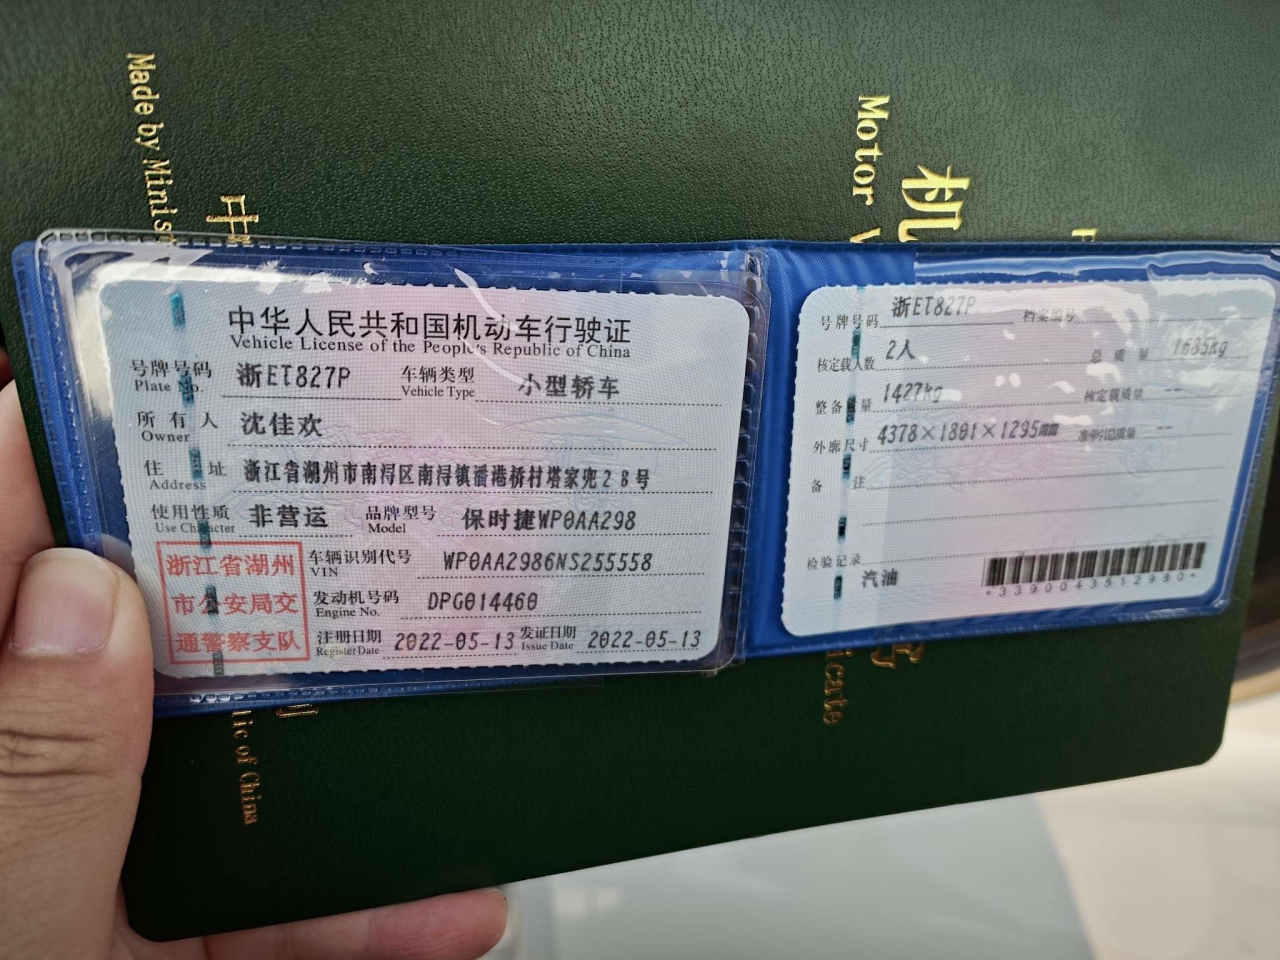 Made by Minist
中
Motor V
机
中华人民共和国机动车行驶证
Vehicle License of the People's Republic of China
号牌号码 浙ET827P 车辆类型 小型轿车
Plate No. Vehicle Type
所有人 沈佳欢
Owner
住址 浙江省湖州市南浔区南浔镇潘港桥村塔家兜28号
Address
使用性质 非营运 品牌型号 保时捷WP0AA298
Use Character Model
浙江省湖州
市公安局交
通警察支队
车辆识别代号 WP0AA2986NS255558
VIN
发动机号码 DPG014460
Engine No.
注册日期 2022-05-13 发证日期 2022-05-13
Register Date Issue Date
号牌号码 浙ET827P 档案编号
核定载人数 2人 总质量 1685kg
整备质量 1427kg 核定载质量 --
外廓尺寸 4378×1801×1295mm 准牵引总质量 --
备注
检验记录
汽油
*3390043512980*
icate
lic of China